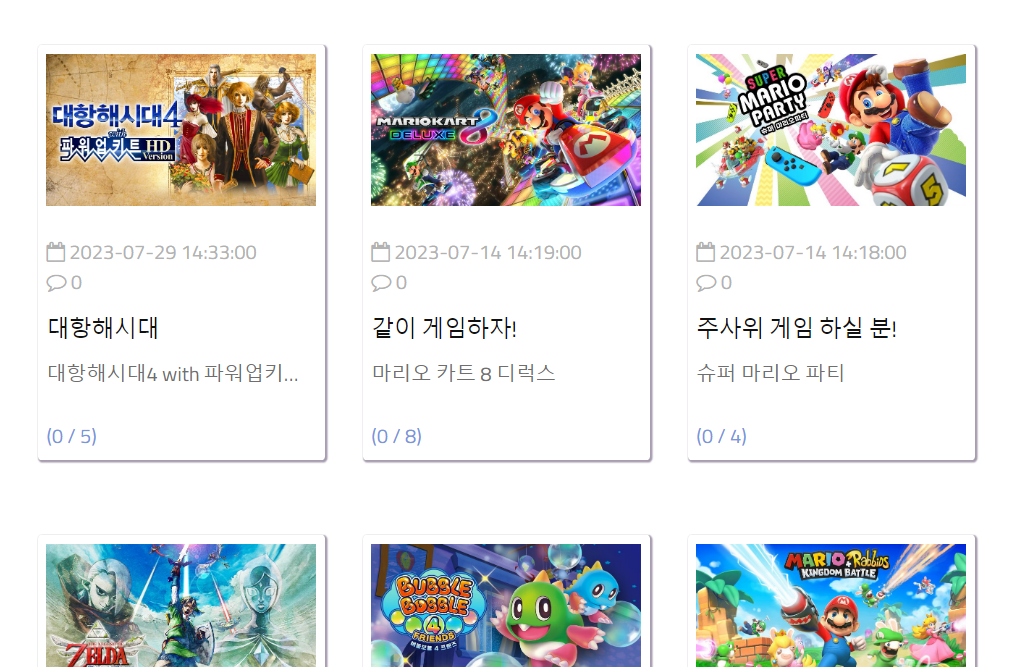 대항해시대4
with
파워업키트 HD
Version
MARIOKART 8
DELUXE
SUPER
MARIO
PARTY
슈퍼 마리오 파티
5
2023-07-29 14:33:00
0
대항해시대
대항해시대4 with 파워업키...
(0 / 5)
2023-07-14 14:19:00
0
같이 게임하자!
마리오 카트 8 디럭스
(0 / 8)
2023-07-14 14:18:00
0
주사위 게임 하실 분!
슈퍼 마리오 파티
(0 / 4)
ZELDA
BUBBLE
BOBBLE
4
FRIENDS
버블보블 4 프렌즈
MARIO + Rabbids
KINGDOM BATTLE